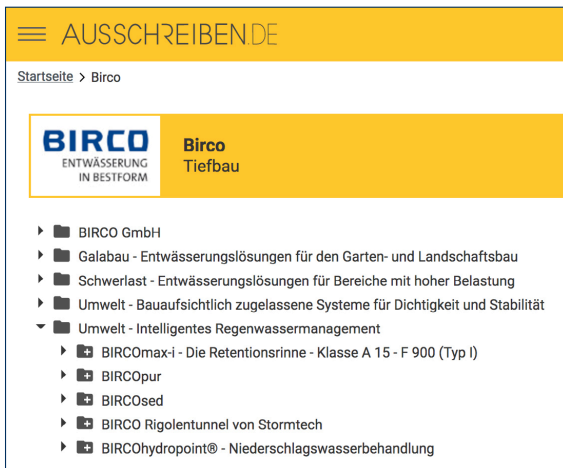 AUSSCHREIBEN.DE
Startseite > Birco
BIRCO
ENTWÄSSERUNG
IN BESTFORM
Birco
Tiefbau
BIRCO GmbH
Galabau - Entwässerungslösungen für den Garten- und Landschaftsbau
Schwerlast - Entwässerungslösungen für Bereiche mit hoher Belastung
Umwelt - Bauaufsichtlich zugelassene Systeme für Dichtigkeit und Stabilität
Umwelt - Intelligentes Regenwassermanagement
BIRCOmax-i - Die Retentionsrinne - Klasse A 15 - F 900 (Typ I)
BIRCOpur
BIRCOsed
BIRCO Rigolentunnel von Stormtech
BIRCOhydropoint® - Niederschlagswasserbehandlung